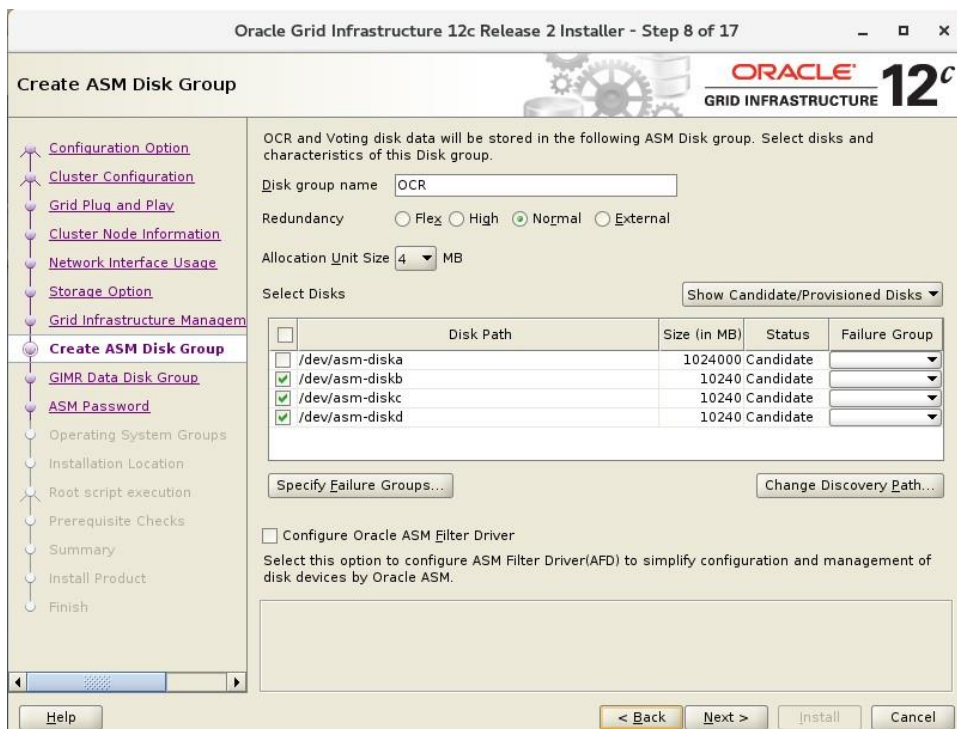 Oracle Grid Infrastructure 12c Release 2 Installer - Step 8 of 17
Create ASM Disk Group
ORACLE
GRID INFRASTRUCTURE
12c
Configuration Option
Cluster Configuration
Grid Plug and Play
Cluster Node Information
Network Interface Usage
Storage Option
Grid Infrastructure Managem
Create ASM Disk Group
GIMR Data Disk Group
ASM Password
Operating System Groups
Installation Location
Root script execution
Prerequisite Checks
Summary
Install Product
Finish
OCR and Voting disk data will be stored in the following ASM Disk group. Select disks and
characteristics of this Disk group.
Disk group name OCR
Redundancy Flex High Normal External
Allocation Unit Size 4 MB
Select Disks Show Candidate/Provisioned Disks
Disk Path Size (in MB) Status Failure Group
/dev/asm-diska 1024000 Candidate
/dev/asm-diskb 10240 Candidate
/dev/asm-diskc 10240 Candidate
/dev/asm-diskd 10240 Candidate
Specify Failure Groups... Change Discovery Path...
Configure Oracle ASM Filter Driver
Select this option to configure ASM Filter Driver(AFD) to simplify configuration and management of
disk devices by Oracle ASM.
Help < Back Next > Install Cancel